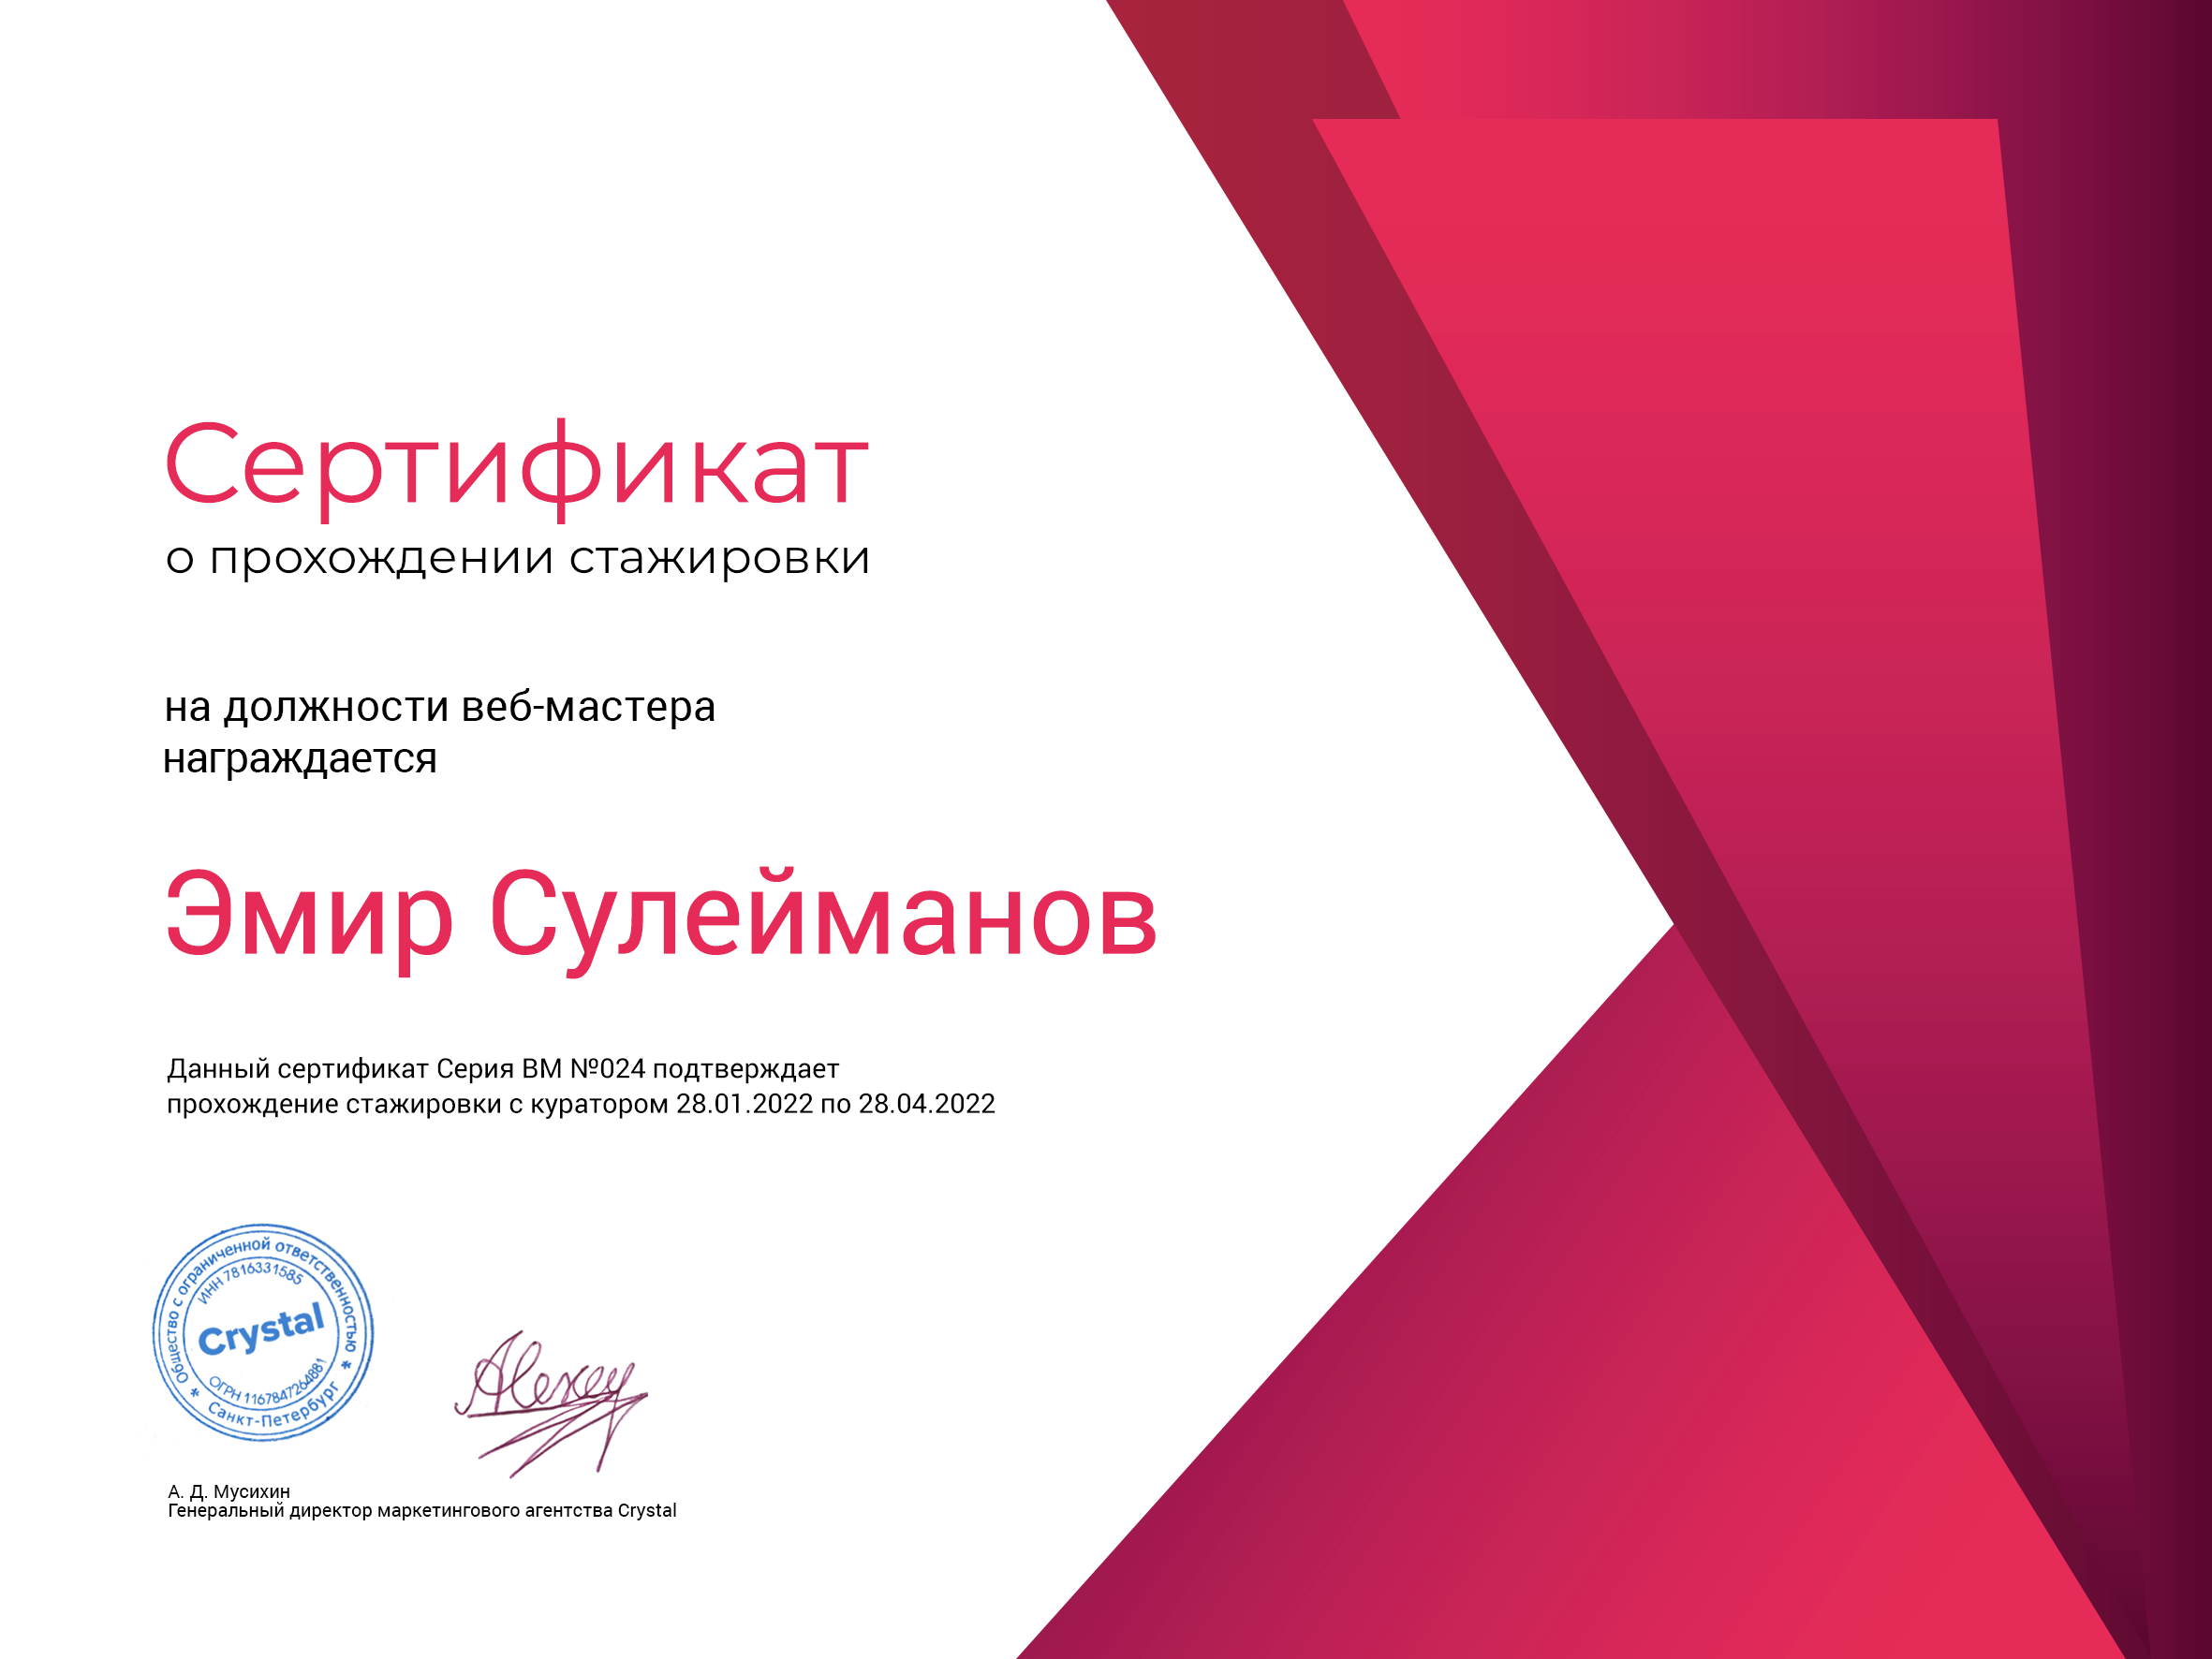 Сертификат
о прохождении стажировки
на должности веб-мастера
награждается
Эмир Сулейманов
Данный сертификат Серия ВМ №024 подтверждает
прохождение стажировки с куратором 28.01.2022 по 28.04.2022
Общество с ограниченной ответственностью
ИНН 7816331585
Crystal
ОГРН 1167847264881
* Санкт-Петербург *
Alexey
А. Д. Мусихин
Генеральный директор маркетингового агентства Crystal